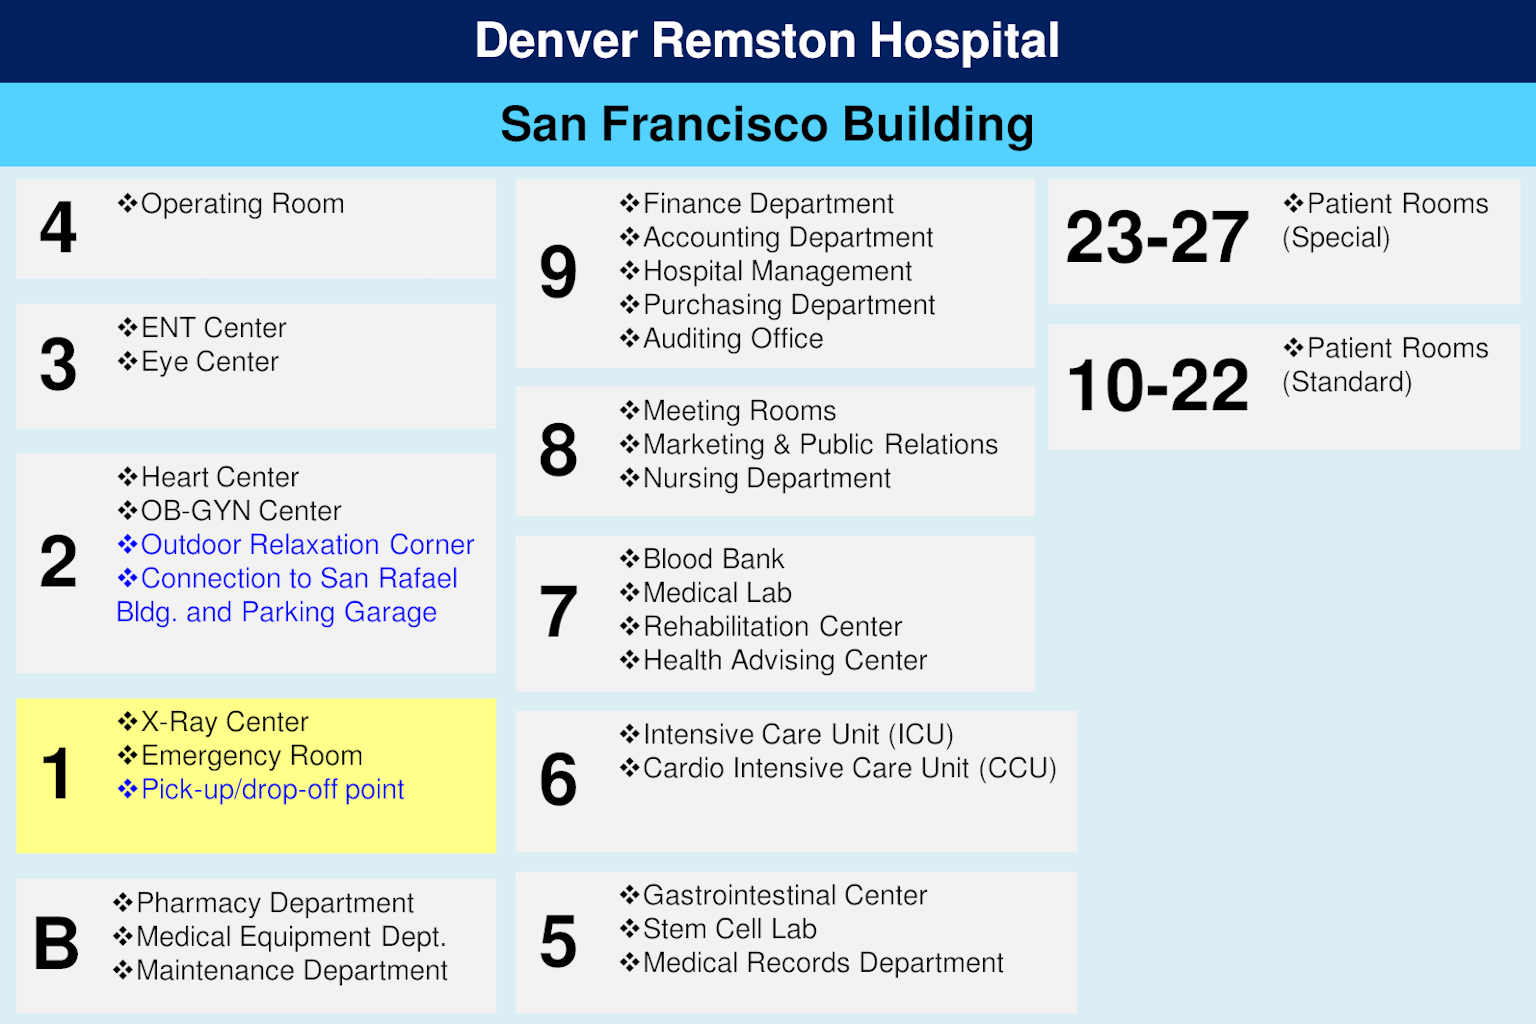 Denver Remston Hospital
San Francisco Building
4
❖Operating Room
3
❖ENT Center
❖Eye Center
2
❖Heart Center
❖OB-GYN Center
❖Outdoor Relaxation Corner
❖Connection to San Rafael
Bldg. and Parking Garage
1
❖X-Ray Center
❖Emergency Room
❖Pick-up/drop-off point
B
❖Pharmacy Department
❖Medical Equipment Dept.
❖Maintenance Department
9
❖Finance Department
❖Accounting Department
❖Hospital Management
❖Purchasing Department
❖Auditing Office
8
❖Meeting Rooms
❖Marketing & Public Relations
❖Nursing Department
7
❖Blood Bank
❖Medical Lab
❖Rehabilitation Center
❖Health Advising Center
6
❖Intensive Care Unit (ICU)
❖Cardio Intensive Care Unit (CCU)
5
❖Gastrointestinal Center
❖Stem Cell Lab
❖Medical Records Department
23-27
❖Patient Rooms
(Special)
10-22
❖Patient Rooms
(Standard)